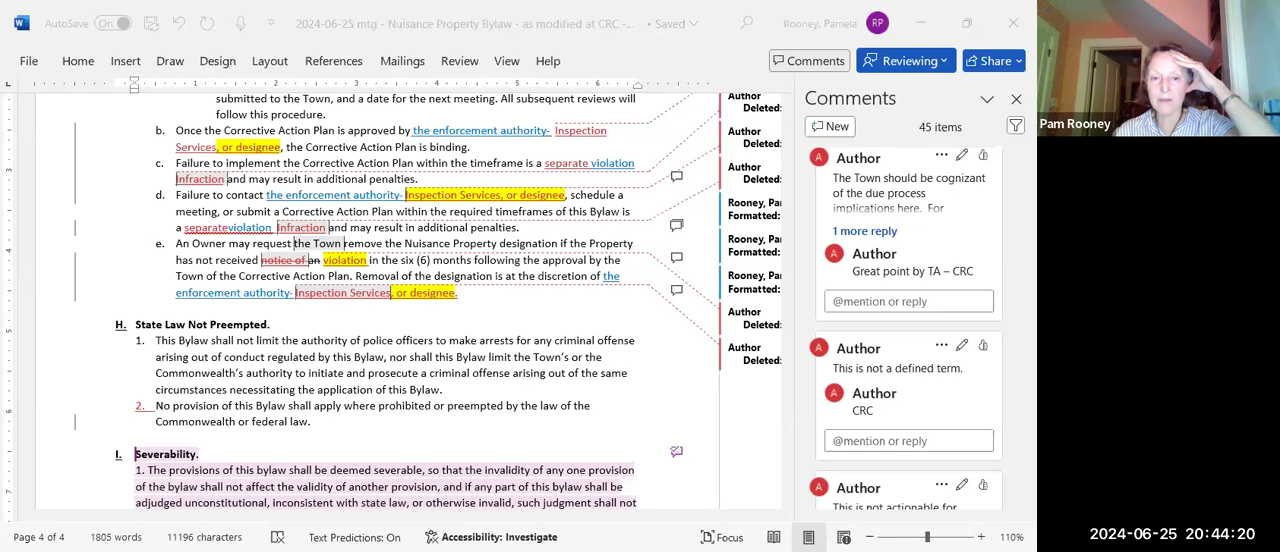 AutoSave On 2024-06-25 mtg - Nuisance Property Bylaw - as modified at CRC -... • Saved Rooney, Pamela RP
File Home Insert Draw Design Layout References Mailings Review View Help Comments Reviewing Share
submitted to the Town, and a date for the next meeting. All subsequent reviews will
follow this procedure.
b. Once the Corrective Action Plan is approved by the enforcement authority- Inspection
Services, or designee, the Corrective Action Plan is binding.
c. Failure to implement the Corrective Action Plan within the timeframe is a separate violation
Infraction and may result in additional penalties.
d. Failure to contact the enforcement authority- Inspection Services, or designee, schedule a
meeting, or submit a Corrective Action Plan within the required timeframes of this Bylaw is
a separateviolation Infraction and may result in additional penalties.
e. An Owner may request the Town remove the Nuisance Property designation if the Property
has not received notice of an violation in the six (6) months following the approval by the
Town of the Corrective Action Plan. Removal of the designation is at the discretion of the
enforcement authority- Inspection Services, or designee.
H. State Law Not Preempted.
1. This Bylaw shall not limit the authority of police officers to make arrests for any criminal offense
arising out of conduct regulated by this Bylaw, nor shall this Bylaw limit the Town's or the
Commonwealth's authority to initiate and prosecute a criminal offense arising out of the same
circumstances necessitating the application of this Bylaw.
2. No provision of this Bylaw shall apply where prohibited or preempted by the law of the
Commonwealth or federal law.
I. Severability.
1. The provisions of this bylaw shall be deemed severable, so that the invalidity of any one provision
of the bylaw shall not affect the validity of another provision, and if any part of this bylaw shall be
adjudged unconstitutional, inconsistent with state law, or otherwise invalid, such judgment shall not
Author
Deleted:
Author
Deleted:
Author
Deleted:
Rooney, Pa
Formatted:
Rooney, Pa
Formatted:
Rooney, Pa
Formatted:
Author
Deleted:
Author
Deleted:
Comments
New 45 items
A Author
The Town should be cognizant
of the due process
implications here. For
1 more reply
A Author
Great point by TA – CRC
@mention or reply
A Author
This is not a defined term.
A Author
CRC
@mention or reply
A Author
This is not actionable for
Page 4 of 4 1805 words 11196 characters Text Predictions: On Accessibility: Investigate Focus 110%
Pam Rooney
2024-06-25 20:44:20